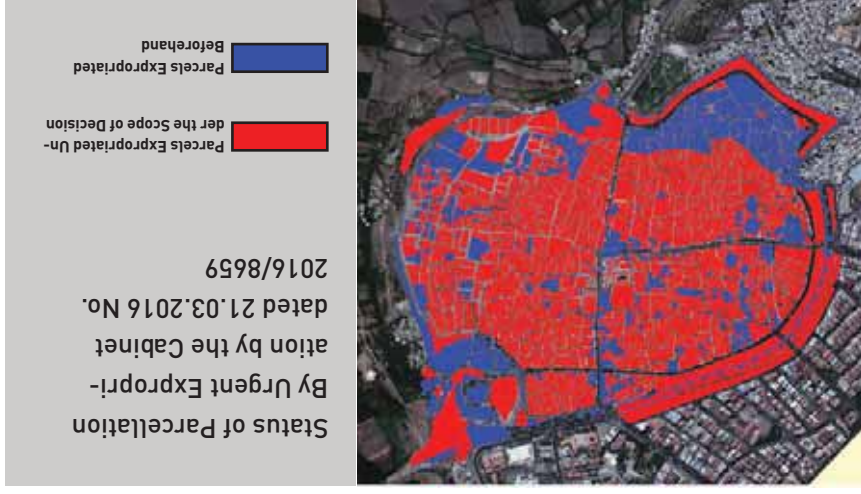 Status of Parcellation
By Urgent Expropri-
ation by the Cabinet
dated 21.03.2016 No.
2016/8659
Parcels Expropriated Un-
der the Scope of Decision
Parcels Expropriated
Beforehand